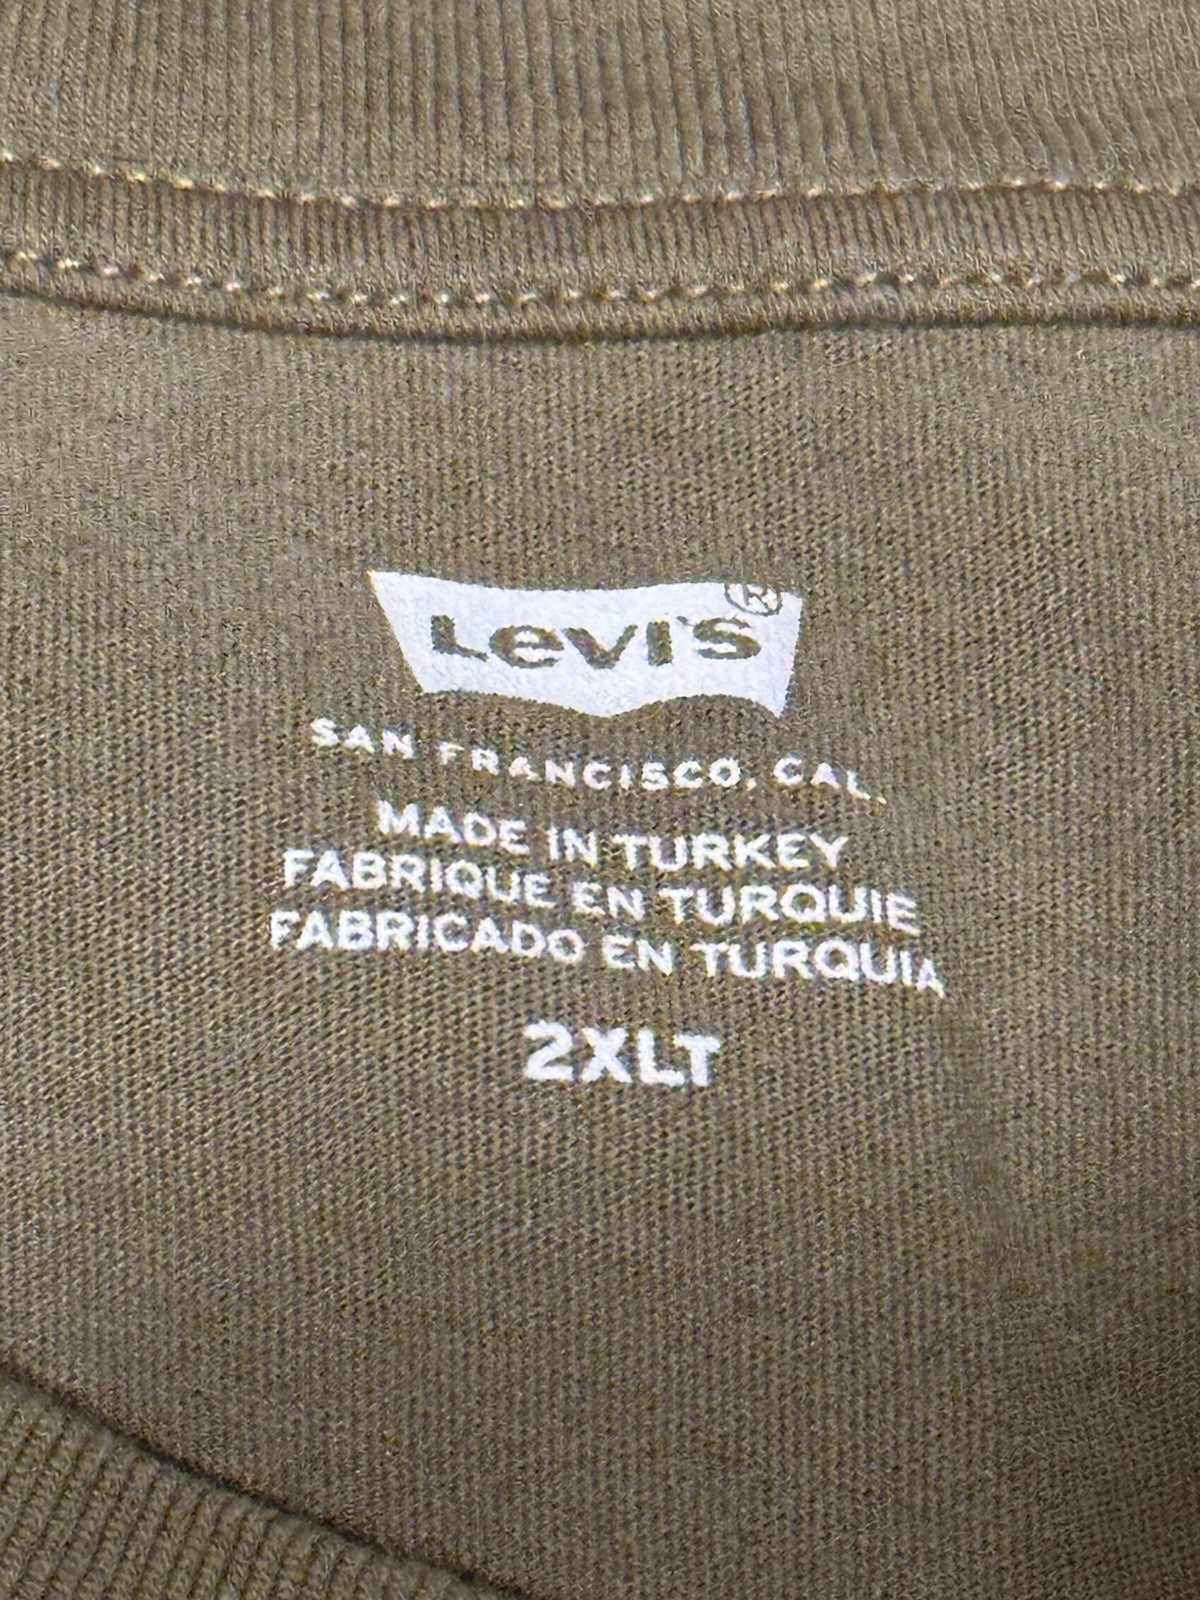 Levi's®
SAN FRANCISCO, CAL.
MADE IN TURKEY
FABRIQUE EN TURQUIE
FABRICADO EN TURQUIA
2XLT